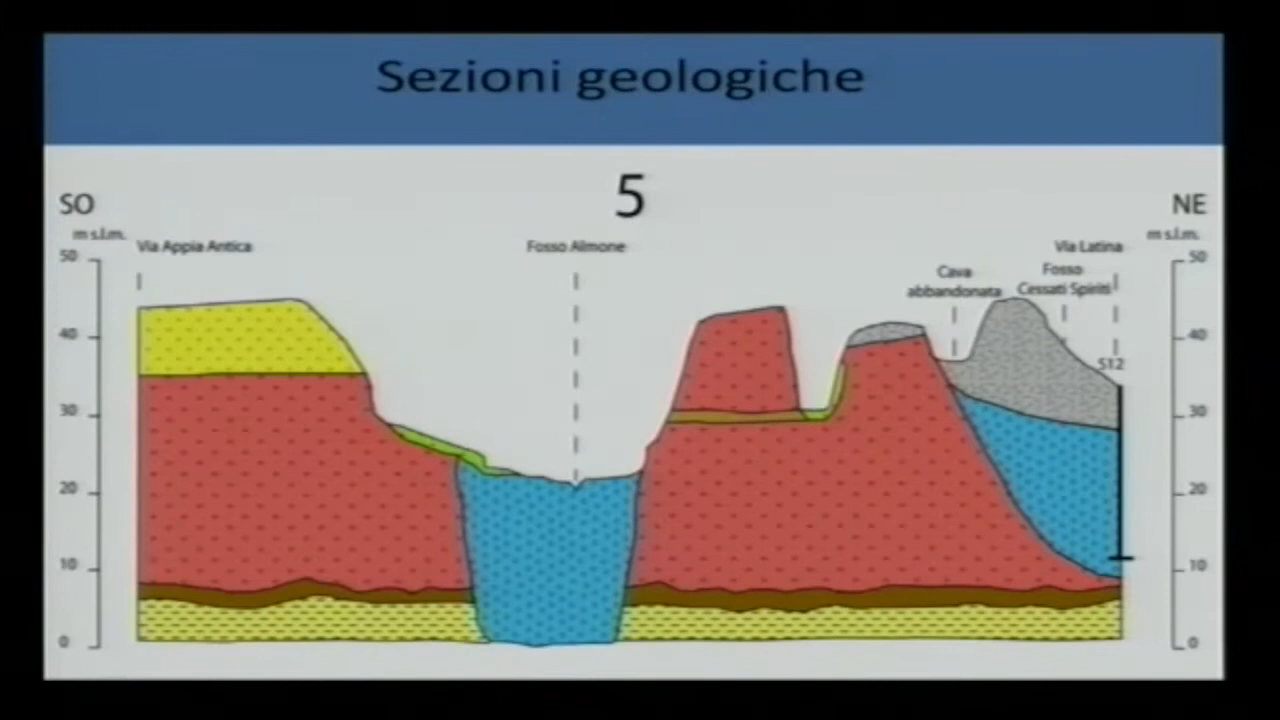 Sezioni geologiche
5
SO
NE
m s.l.m.
m s.l.m.
Via Appia Antica
Fosso Almone
Via Latina
Cava
abbandonata
Fosso
Cessati Spiriti
S12
50
40
30
20
10
0
50
40
30
20
10
0